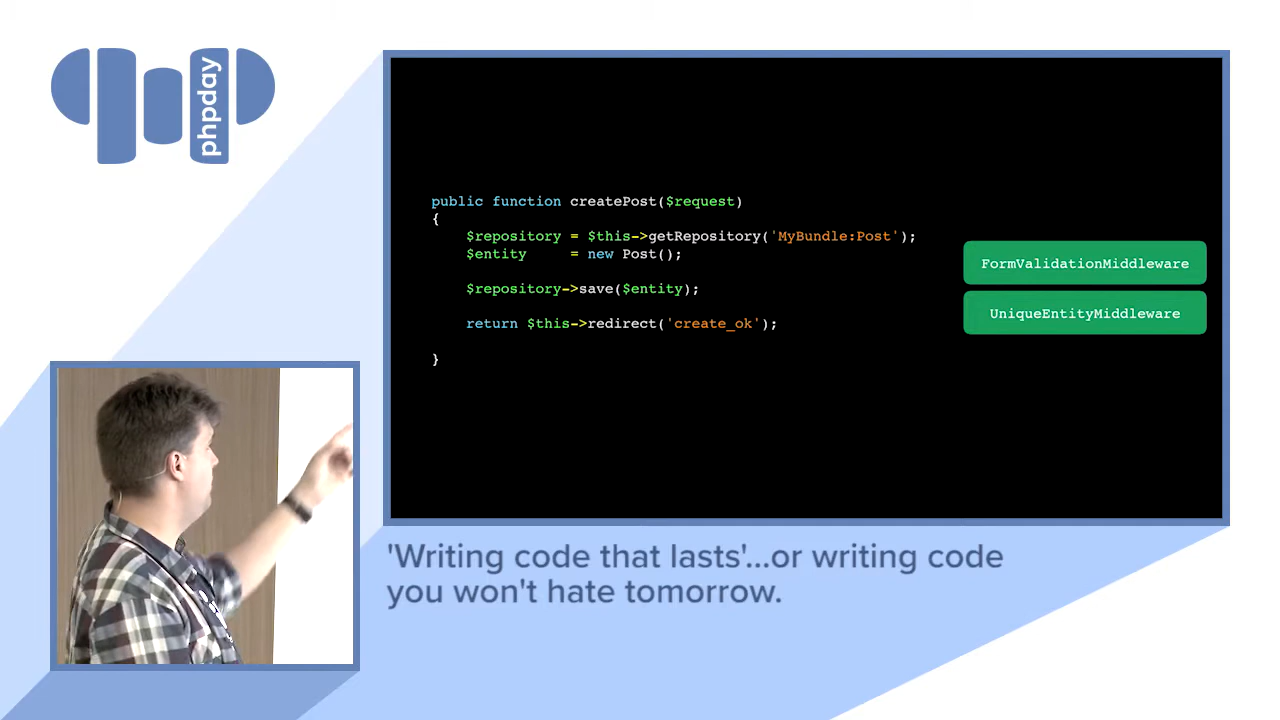 phpday
public function createPost($request)
{
$repository = $this->getRepository('MyBundle:Post');
$entity = new Post();
$repository->save($entity);
return $this->redirect('create_ok');
}
FormValidationMiddleware
UniqueEntityMiddleware
'Writing code that lasts'...or writing code
you won't hate tomorrow.